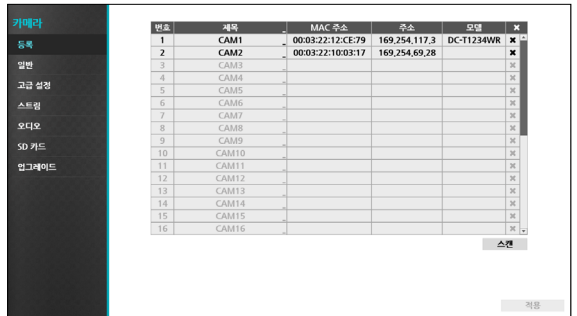 카메라
등록
일반
고급 설정
스트림
오디오
SD 카드
업그레이드
번호 제목 MAC 주소 주소 모델 ✖
1 CAM1 00:03:22:12:CE:79 169,254,117,3 DC-T1234WR ✖
2 CAM2 00:03:22:10:03:17 169,254,69,28 ✖
3 CAM3 ✖
4 CAM4 ✖
5 CAM5 ✖
6 CAM6 ✖
7 CAM7 ✖
8 CAM8 ✖
9 CAM9 ✖
10 CAM10 ✖
11 CAM11 ✖
12 CAM12 ✖
13 CAM13 ✖
14 CAM14 ✖
15 CAM15 ✖
16 CAM16 ✖
스캔
적용